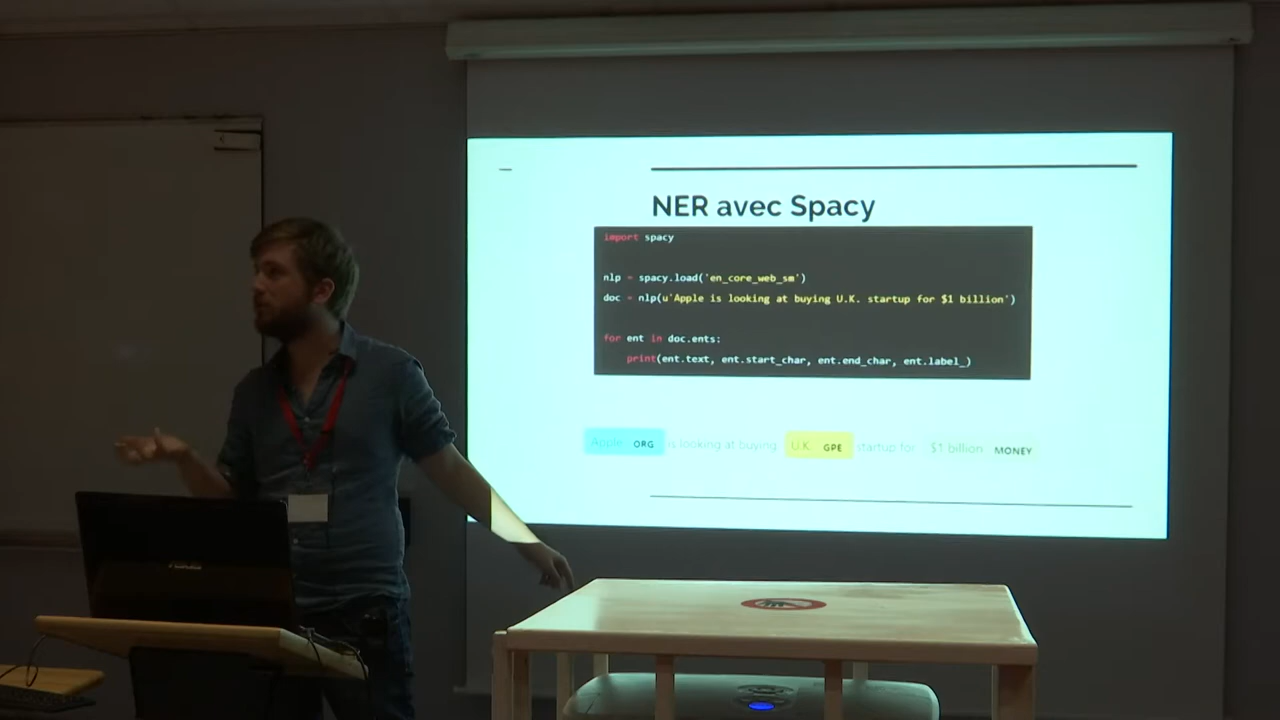 NER avec Spacy
import spacy
nlp = spacy.load('en_core_web_sm')
doc = nlp(u'Apple is looking at buying U.K. startup for $1 billion')
for ent in doc.ents:
print(ent.text, ent.start_char, ent.end_char, ent.label_)
Apple ORG is looking at buying U.K. GPE startup for $1 billion MONEY
ASUS